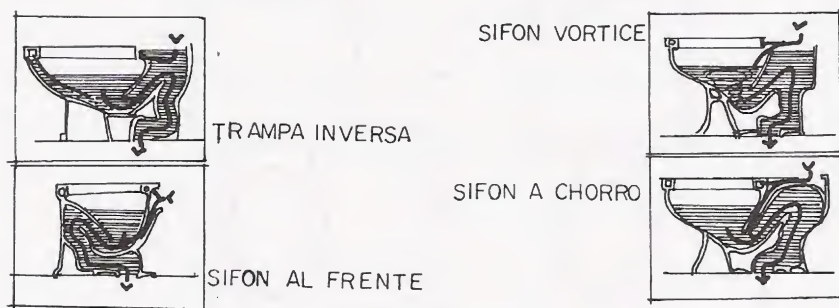 SIFON VORTICE
TRAMPA INVERSA
SIFON A CHORRO
SIFON AL FRENTE